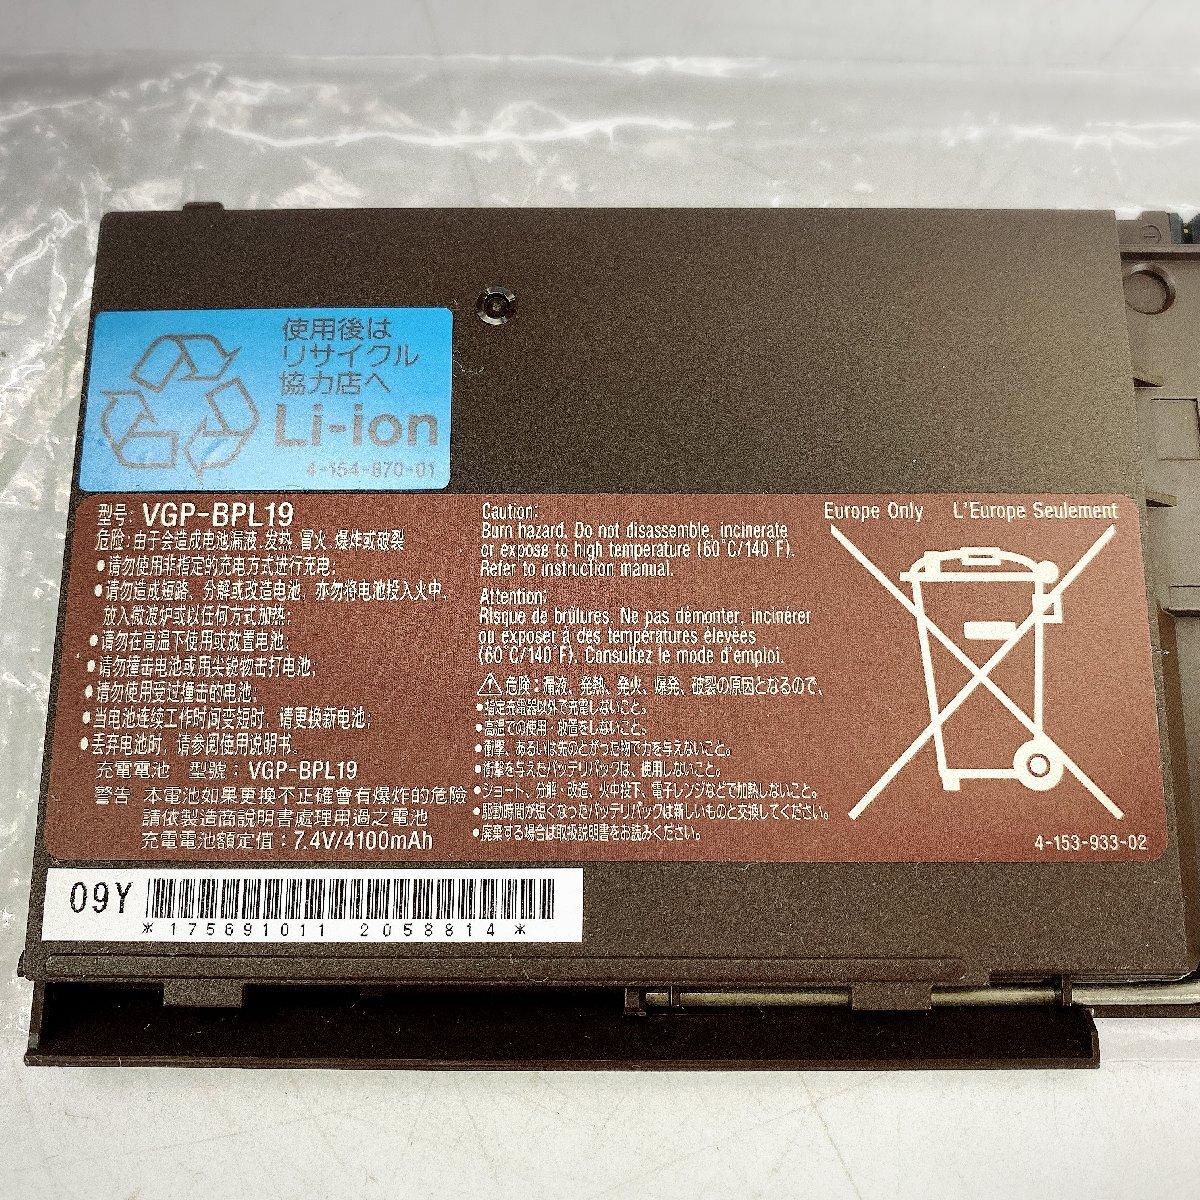 使用後は
リサイクル
協力店へ
Li-ion
4-154-870-01
型号: VGP-BPL19
危险:由于会造成电池漏液、发热、冒火、爆炸或破裂
●请勿使用非指定的充电方式进行充电;
●请勿造成短路、分解或改造电池,亦勿将电池投入火中、
放入微波炉或以任何方式加热;
●请勿在高温下使用或放置电池;
●请勿撞击电池或用尖锐物击打电池;
●请勿使用受过撞击的电池;
●当电池连续工作时间变短时,请更换新电池;
●丢弃电池时,请参阅使用说明书。
充電電池 型號: VGP-BPL19
警告 本電池如果更換不正確會有爆炸的危險
請依製造商說明書處理用過之電池
充電電池額定值:7.4V/4100mAh
Caution:
Burn hazard. Do not disassemble, incinerate
or expose to high temperature (60°C/140°F).
Refer to instruction manual.
Attention:
Risque de brûlures. Ne pas démonter, incinérer
ou exposer à des températures élevées
(60°C/140°F). Consultez le mode d'emploi.
⚠危険:漏液、発熱、発火、爆発、破裂の原因となるので、
●指定充電器以外で充電しないこと。
●高温での使用・放置をしないこと。
●衝撃、あるいは先のとがった物で力を与えないこと。
●衝撃を与えたバッテリパックは、使用しないこと。
●ショート、分解・改造、火中投下、電子レンジなどで加熱しないこと。
●駆動時間が短くなったバッテリパックは新しいものと交換してください。
●廃棄する場合は取扱説明書をお読みください。
Europe Only L'Europe Seulement
4-153-933-02
09Y
*175691011 2058814*